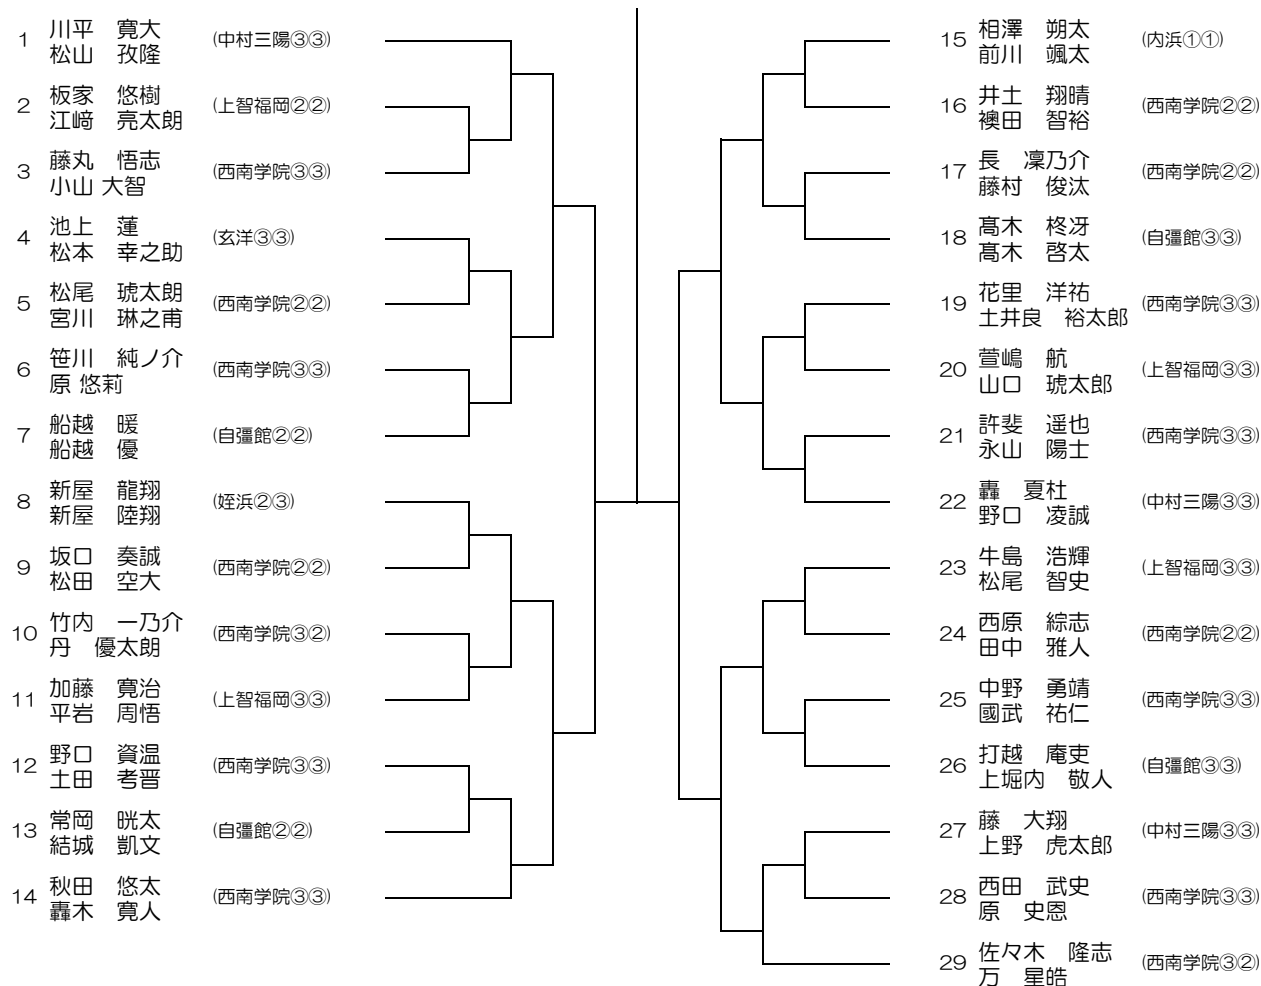 1 川平 寛大 (中村三陽③③)
松山 孜隆
2 板家 悠樹 (上智福岡②②)
江﨑 亮太朗
3 藤丸 悟志 (西南学院③③)
小山 大智
4 池上 蓮 (玄洋③③)
松本 幸之助
5 松尾 琥太朗 (西南学院②②)
宮川 琳之甫
6 笹川 純ノ介 (西南学院③③)
原 悠莉
7 船越 暖 (自彊館②②)
船越 優
8 新屋 龍翔 (姪浜②③)
新屋 陸翔
9 坂口 奏誠 (西南学院②②)
松田 空大
10 竹内 一乃介 (西南学院③②)
丹 優太朗
11 加藤 寛治 (上智福岡③③)
平岩 周悟
12 野口 資温 (西南学院③③)
土田 考晋
13 常岡 晄太 (自彊館②②)
結城 凱文
14 秋田 悠太 (西南学院③③)
轟木 寛人
15 相澤 朔太 (内浜①①)
前川 颯太
16 井土 翔晴 (西南学院②②)
襖田 智裕
17 長 凜乃介 (西南学院②②)
藤村 俊汰
18 髙木 柊冴 (自彊館③③)
髙木 啓太
19 花里 洋祐 (西南学院③③)
土井良 裕太郎
20 萱嶋 航 (上智福岡③③)
山口 琥太郎
21 許斐 遥也 (西南学院③③)
永山 陽士
22 轟 夏杜 (中村三陽③③)
野口 凌誠
23 牛島 浩輝 (上智福岡③③)
松尾 智史
24 西原 綜志 (西南学院②②)
田中 雅人
25 中野 勇靖 (西南学院③③)
國武 祐仁
26 打越 庵吏 (自彊館③③)
上堀内 敬人
27 藤 大翔 (中村三陽③③)
上野 虎太郎
28 西田 武史 (西南学院③③)
原 史恩
29 佐々木 隆志 (西南学院③②)
万 星皓